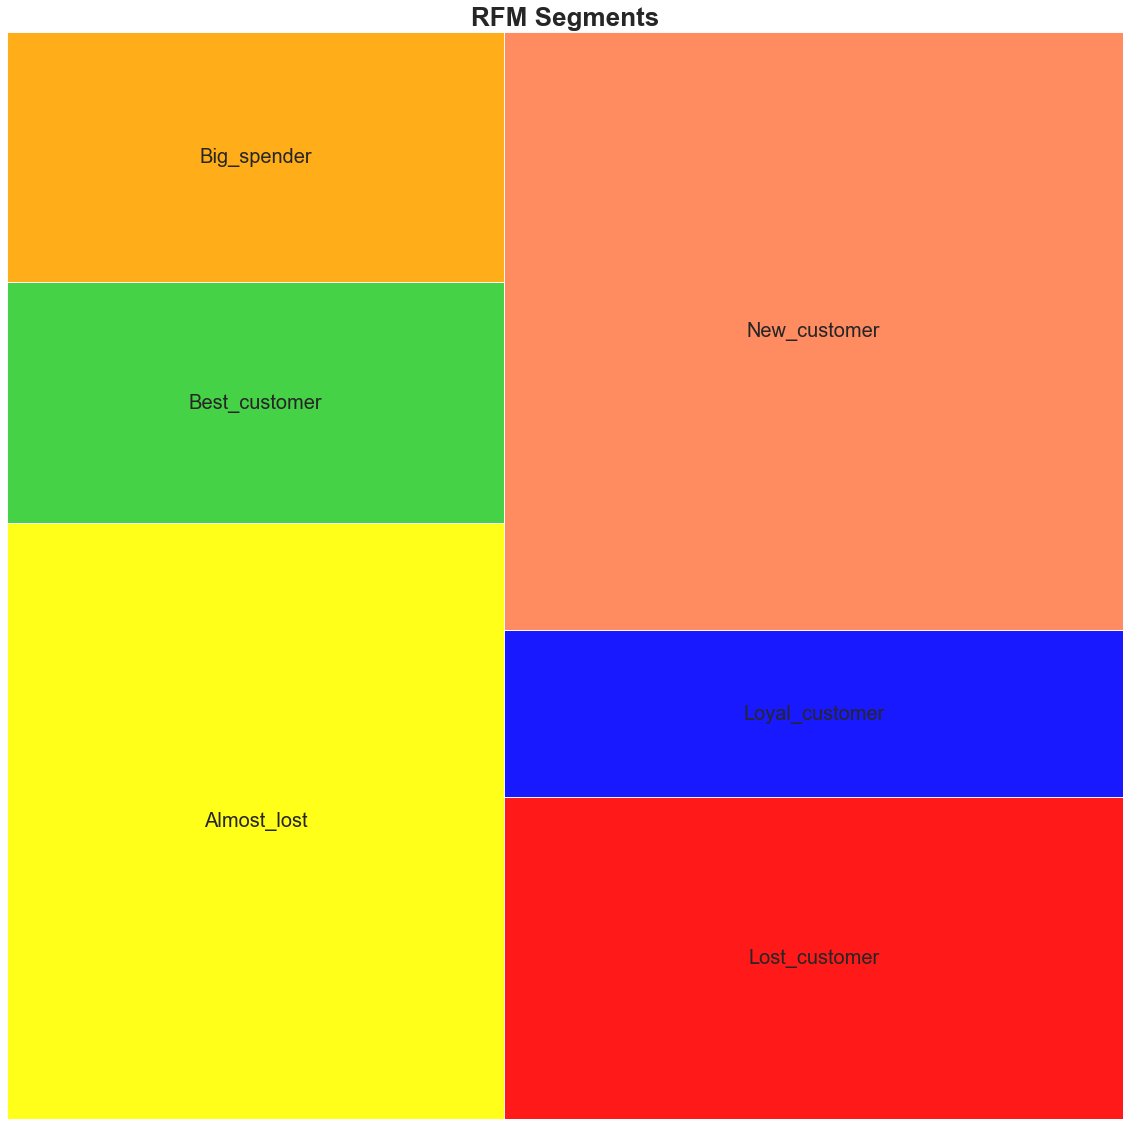 RFM Segments
Big_spender
New_customer
Best_customer
Loyal_customer
Almost_lost
Lost_customer